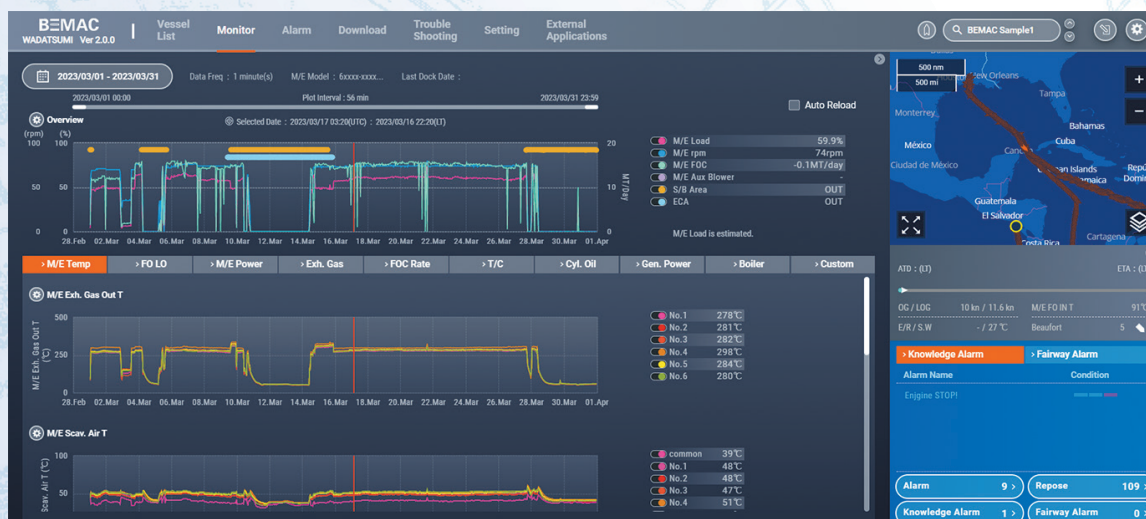 BEMAC
WADATSUMI Ver 2.0.0
Vessel List
Monitor
Alarm
Download
Trouble Shooting
Setting
External Applications
BEMAC Sample1
2023/03/01 - 2023/03/31
Data Freq : 1 minute(s)
M/E Model : 6xxxx-xxxx...
Last Dock Date :
2023/03/01 00:00
Plot Interval : 56 min
2023/03/31 23:59
Auto Reload
Overview
Selected Date : 2023/03/17 03:20(UTC) : 2023/03/16 22:20(LT)
(rpm) (%)
100 100 20
50 50 10
0 0 0
MT/Day
28.Feb 02.Mar 04.Mar 06.Mar 08.Mar 10.Mar 12.Mar 14.Mar 16.Mar 18.Mar 20.Mar 22.Mar 24.Mar 26.Mar 28.Mar 30.Mar 01.Apr
M/E Load 59.9%
M/E rpm 74rpm
M/E FOC -0.1MT/day
M/E Aux Blower -
S/B Area OUT
ECA OUT
M/E Load is estimated.
> M/E Temp
> FO LO
> M/E Power
> Exh. Gas
> FOC Rate
> T/C
> Cyl. Oil
> Gen. Power
> Boiler
> Custom
M/E Exh. Gas Out T
M/E Exh. Gas Out T
(℃)
500
250
0
28.Feb 02.Mar 04.Mar 06.Mar 08.Mar 10.Mar 12.Mar 14.Mar 16.Mar 18.Mar 20.Mar 22.Mar 24.Mar 26.Mar 28.Mar 30.Mar 01.Apr
No.1 278℃
No.2 281℃
No.3 282℃
No.4 298℃
No.5 284℃
No.6 280℃
M/E Scav. Air T
Scav. Air T (℃)
100
50
common 39℃
No.1 48℃
No.2 48℃
No.3 47℃
No.4 51℃
500 nm
500 mi
New Orleans
Tampa
Monterrey
Bahamas
México
Cuba
Ciudad de México
Guatemala
El Salvador
Costa Rica
Cartagena
ATD : (LT)
OG / LOG 10 kn / 11.6 kn M/E FO IN T 91℃
E/R / S.W - / 27 ℃ Beaufort 5
> Knowledge Alarm
> Fairway Alarm
Alarm Name Condition
Enjgine STOP!
Alarm 9 >
Repose 109 >
Knowledge Alarm 1 >
Fairway Alarm 0 >